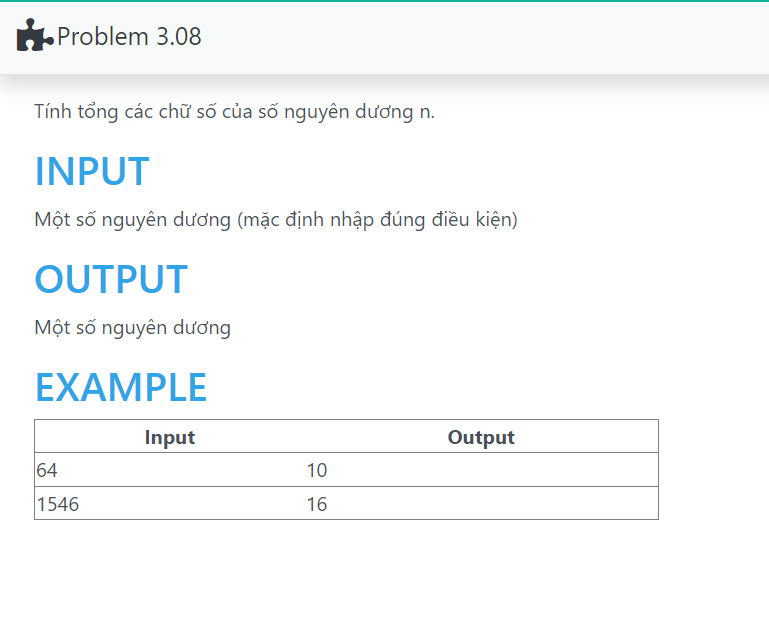 Problem 3.08
Tính tổng các chữ số của số nguyên dương n.
INPUT
Một số nguyên dương (mặc định nhập đúng điều kiện)
OUTPUT
Một số nguyên dương
EXAMPLE
Input Output
64 10
1546 16